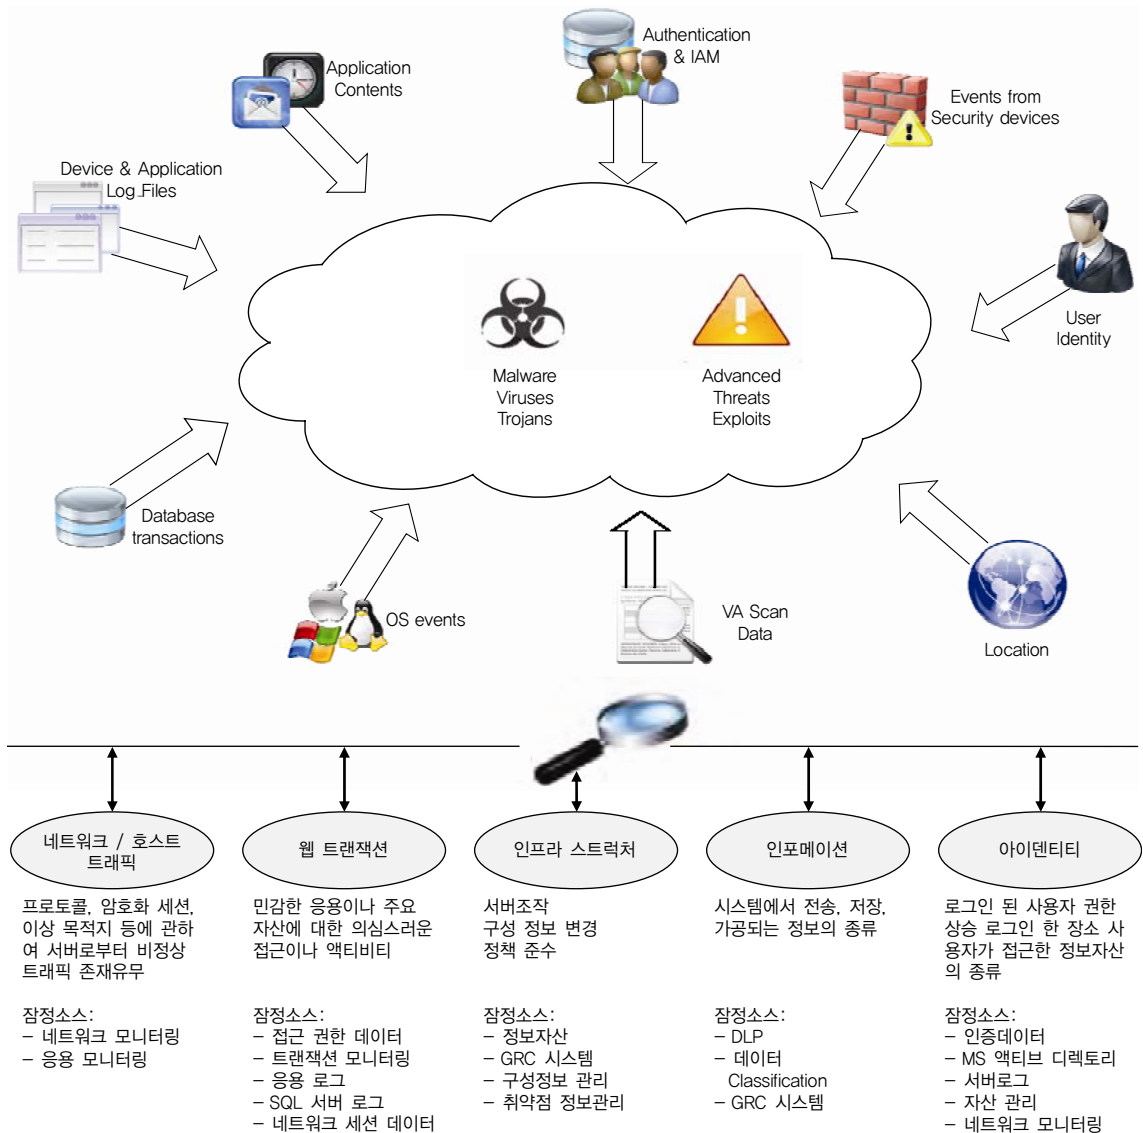 Authentication
& IAM
Application
Contents
Events from
Security devices
Device & Application
Log_Files
User
Identity
Malware
Viruses
Trojans
Advanced
Threats
Exploits
Database
transactions
OS events
VA Scan
Data
Location
네트워크 / 호스트
트래픽
프로토콜, 암호화 세션,
이상 목적지 등에 관하
여 서버로부터 비정상
트래픽 존재유무
잠정소스:
- 네트워크 모니터링
- 응용 모니터링
웹 트랜잭션
민감한 응용이나 주요
자산에 대한 의심스러운
접근이나 액티비티
잠정소스:
- 접근 권한 데이터
- 트랜잭션 모니터링
- 응용 로그
- SQL 서버 로그
- 네트워크 세션 데이터
인프라 스트럭처
서버조작
구성 정보 변경
정책 준수
잠정소스:
- 정보자산
- GRC 시스템
- 구성정보 관리
- 취약점 정보관리
인포메이션
시스템에서 전송, 저장,
가공되는 정보의 종류
잠정소스:
- DLP
- 데이터
Classification
- GRC 시스템
아이덴티티
로그인 된 사용자 권한
상승 로그인 한 장소 사
용자가 접근한 정보자산
의 종류
잠정소스:
- 인증데이터
- MS 액티브 디렉토리
- 서버로그
- 자산 관리
- 네트워크 모니터링